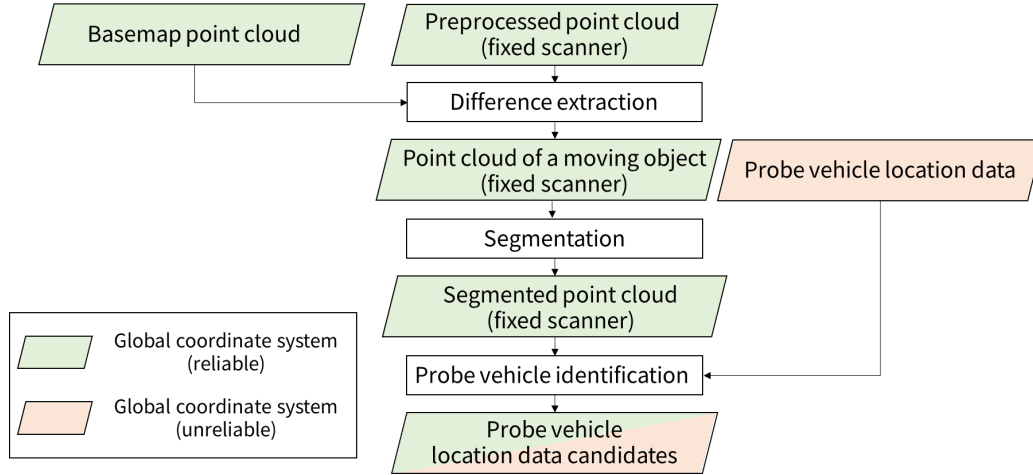 Basemap point cloud
Preprocessed point cloud
(fixed scanner)
Difference extraction
Point cloud of a moving object
(fixed scanner)
Probe vehicle location data
Segmentation
Segmented point cloud
(fixed scanner)
Probe vehicle identification
Probe vehicle
location data candidates
Global coordinate system
(reliable)
Global coordinate system
(unreliable)